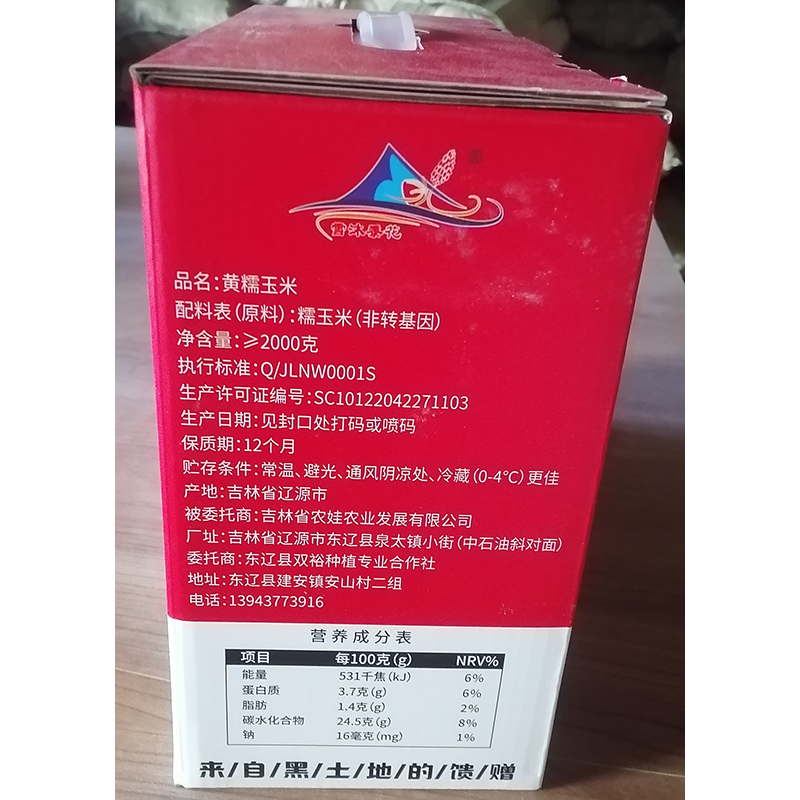 雪沐秦花
品名：黄糯玉米
配料表（原料）：糯玉米（非转基因）
净含量：≥2000克
执行标准：Q/JLNW0001S
生产许可证编号：SC10122042271103
生产日期：见封口处打码或喷码
保质期：12个月
贮存条件：常温、避光、通风阴凉处、冷藏（0-4℃）更佳
产地：吉林省辽源市
被委托商：吉林省农娃农业发展有限公司
厂址：吉林省辽源市东辽县泉太镇小街（中石油斜对面）
委托商：东辽县双裕种植专业合作社
地址：东辽县建安镇安山村二组
电话：13943773916
营养成分表
项目 每100克(g) NRV%
能量 531千焦(kJ) 6%
蛋白质 3.7克(g) 6%
脂肪 1.4克(g) 2%
碳水化合物 24.5克(g) 8%
钠 16毫克(mg) 1%
来/自/黑/土/地/的/馈/赠